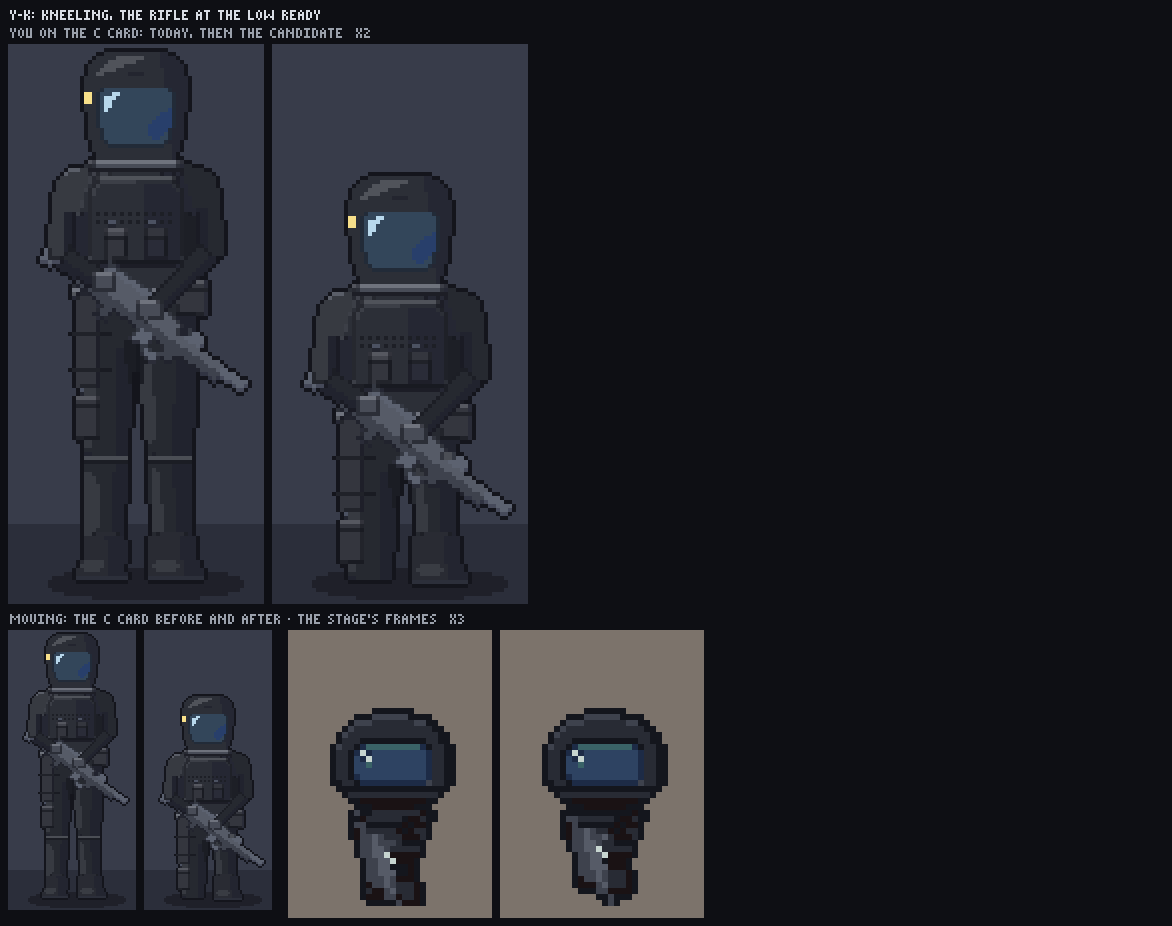 Y-K: KNEELING, THE RIFLE AT THE LOW READY
YOU ON THE C CARD: TODAY, THEN THE CANDIDATE X2
MOVING: THE C CARD BEFORE AND AFTER · THE STAGE'S FRAMES X3